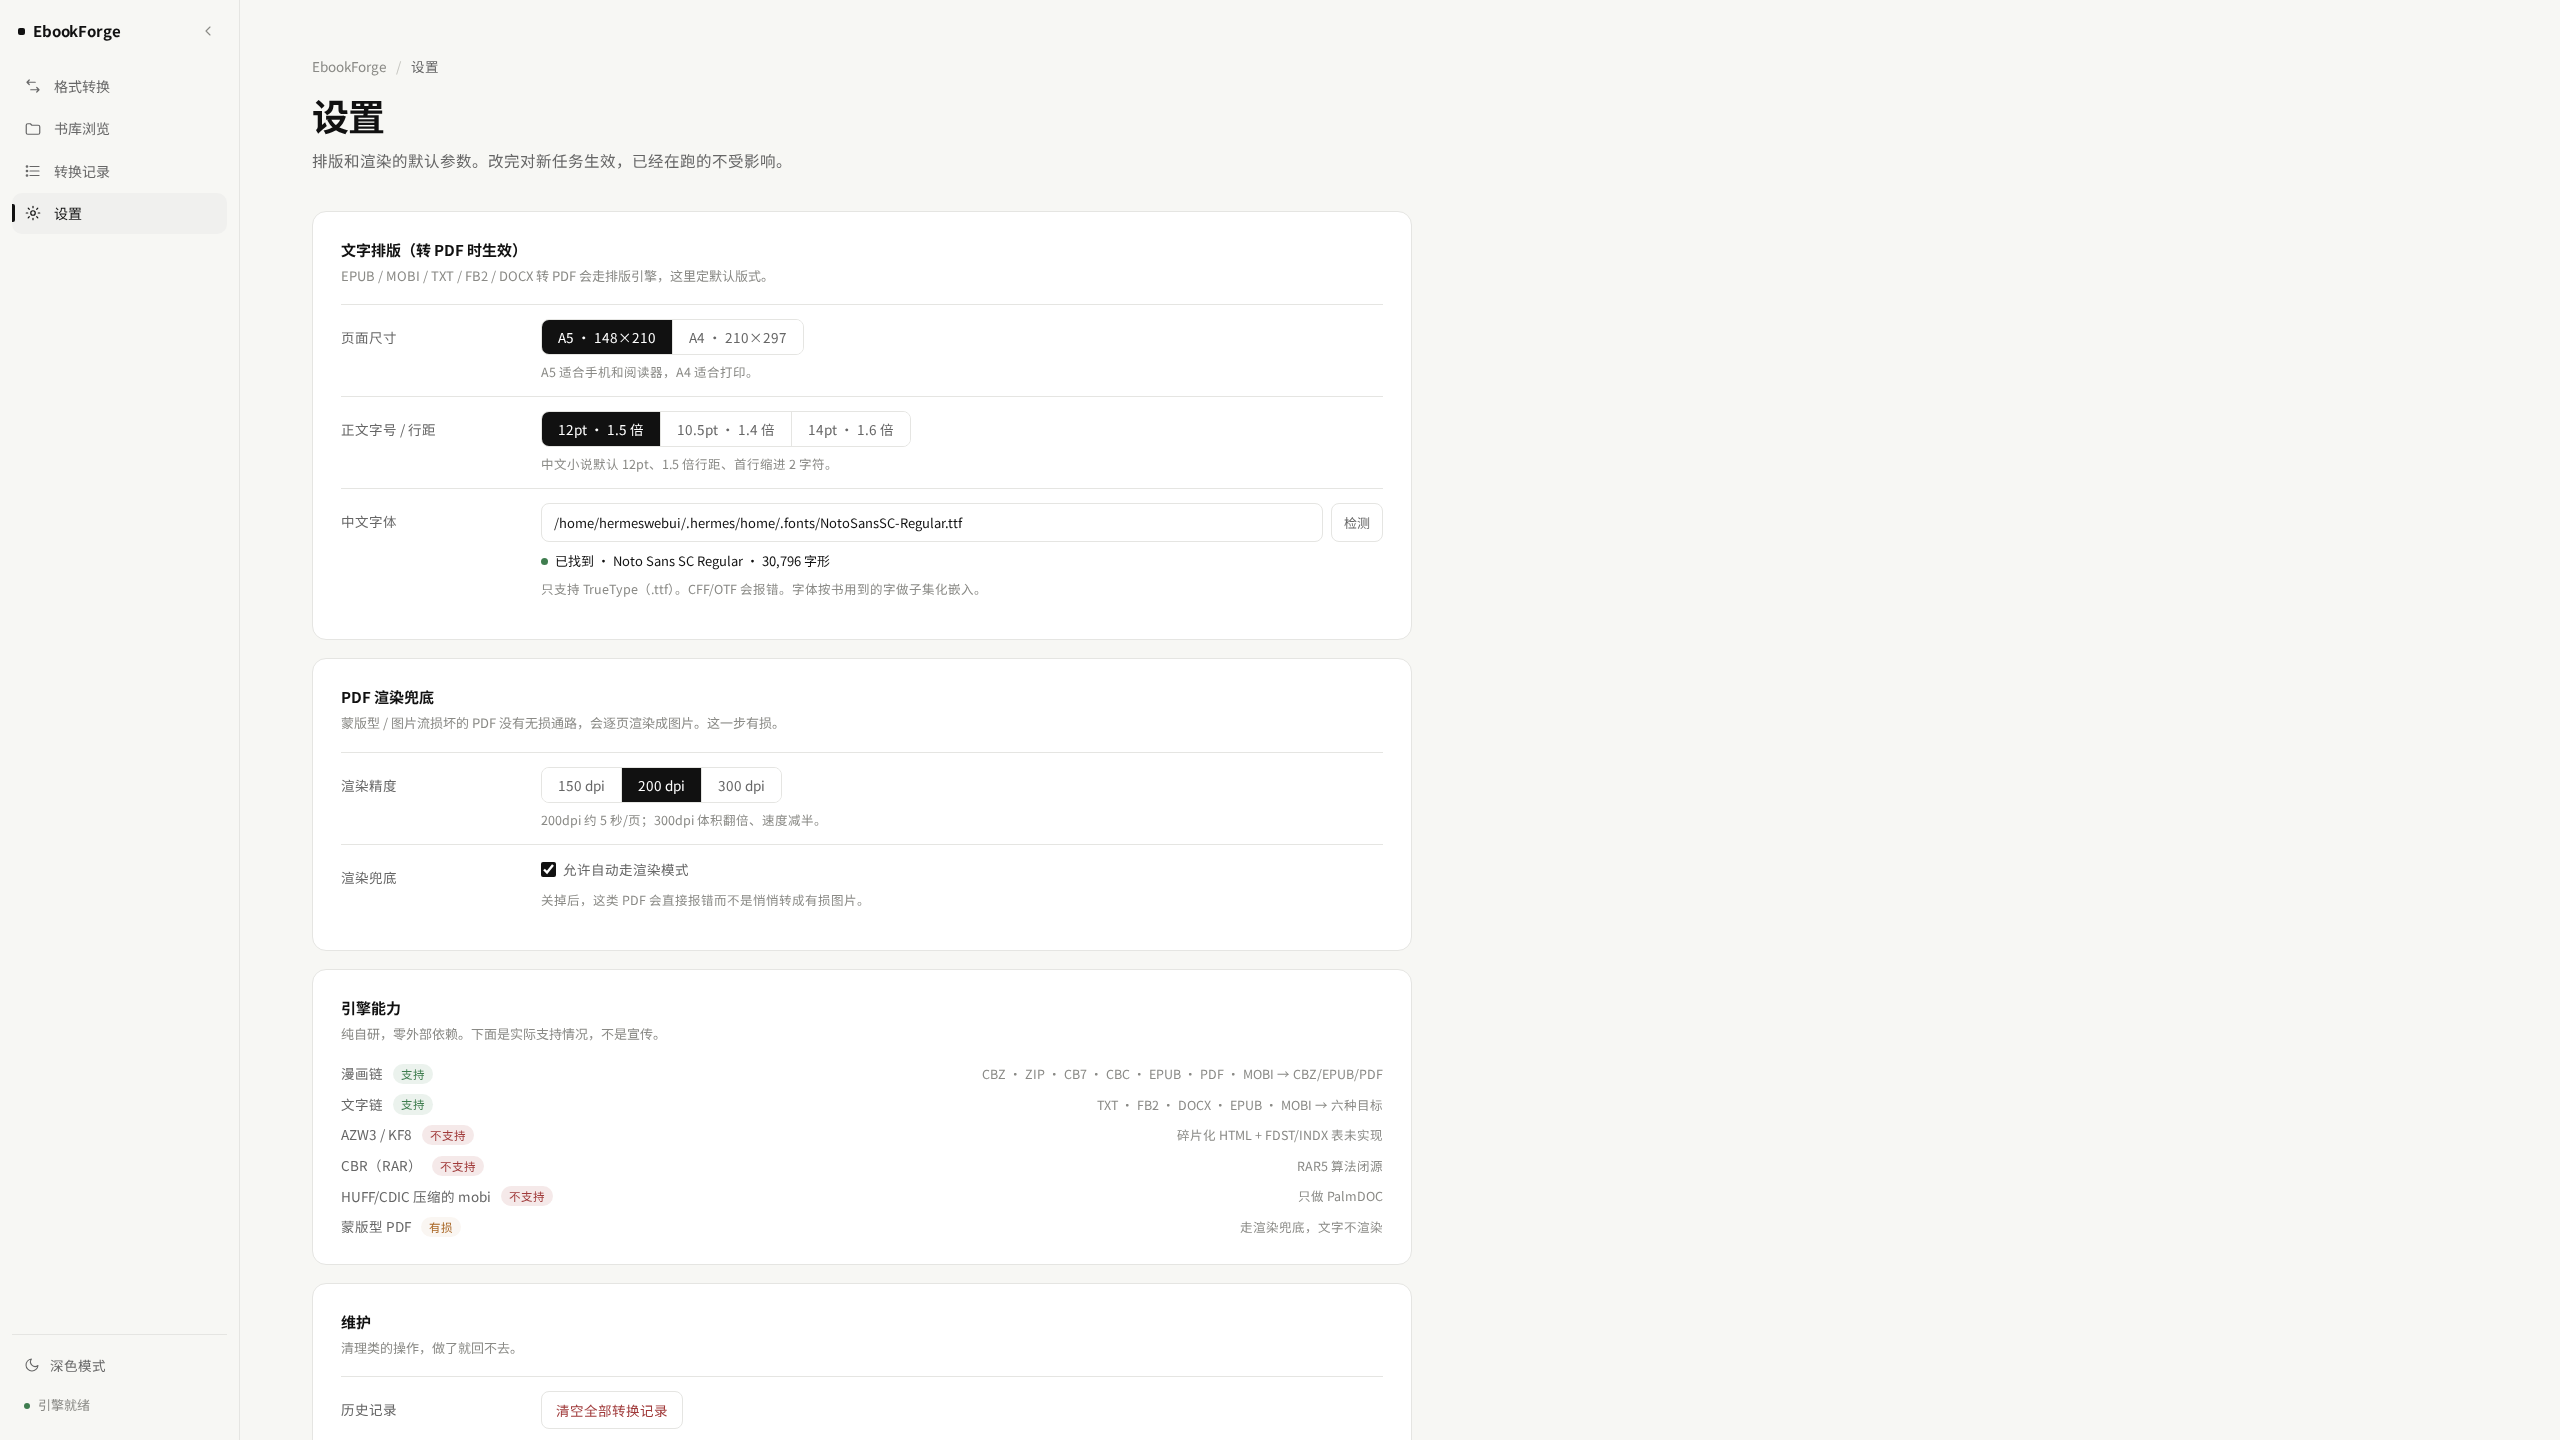 EbookForge
格式转换
书库浏览
转换记录
设置
深色模式
引擎就绪
EbookForge / 设置
设置
排版和渲染的默认参数。改完对新任务生效，已经在跑的不受影响。
文字排版（转 PDF 时生效）
EPUB / MOBI / TXT / FB2 / DOCX 转 PDF 会走排版引擎，这里定默认版式。
页面尺寸
A5 · 148×210
A4 · 210×297
A5 适合手机和阅读器，A4 适合打印。
正文字号 / 行距
12pt · 1.5 倍
10.5pt · 1.4 倍
14pt · 1.6 倍
中文小说默认 12pt、1.5 倍行距、首行缩进 2 字符。
中文字体
/home/hermeswebui/.hermes/home/.fonts/NotoSansSC-Regular.ttf
检测
已找到 · Noto Sans SC Regular · 30,796 字形
只支持 TrueType（.ttf）。CFF/OTF 会报错。字体按书用到的字做子集化嵌入。
PDF 渲染兜底
蒙版型 / 图片流损坏的 PDF 没有无损通路，会逐页渲染成图片。这一步有损。
渲染精度
150 dpi
200 dpi
300 dpi
200dpi 约 5 秒/页；300dpi 体积翻倍、速度减半。
渲染兜底
允许自动走渲染模式
关掉后，这类 PDF 会直接报错而不是悄悄转成有损图片。
引擎能力
纯自研，零外部依赖。下面是实际支持情况，不是宣传。
漫画链 支持 CBZ · ZIP · CB7 · CBC · EPUB · PDF · MOBI → CBZ/EPUB/PDF
文字链 支持 TXT · FB2 · DOCX · EPUB · MOBI → 六种目标
AZW3 / KF8 不支持 碎片化 HTML + FDST/INDX 表未实现
CBR（RAR） 不支持 RAR5 算法闭源
HUFF/CDIC 压缩的 mobi 不支持 只做 PalmDOC
蒙版型 PDF 有损 走渲染兜底，文字不渲染
维护
清理类的操作，做了就回不去。
历史记录
清空全部转换记录